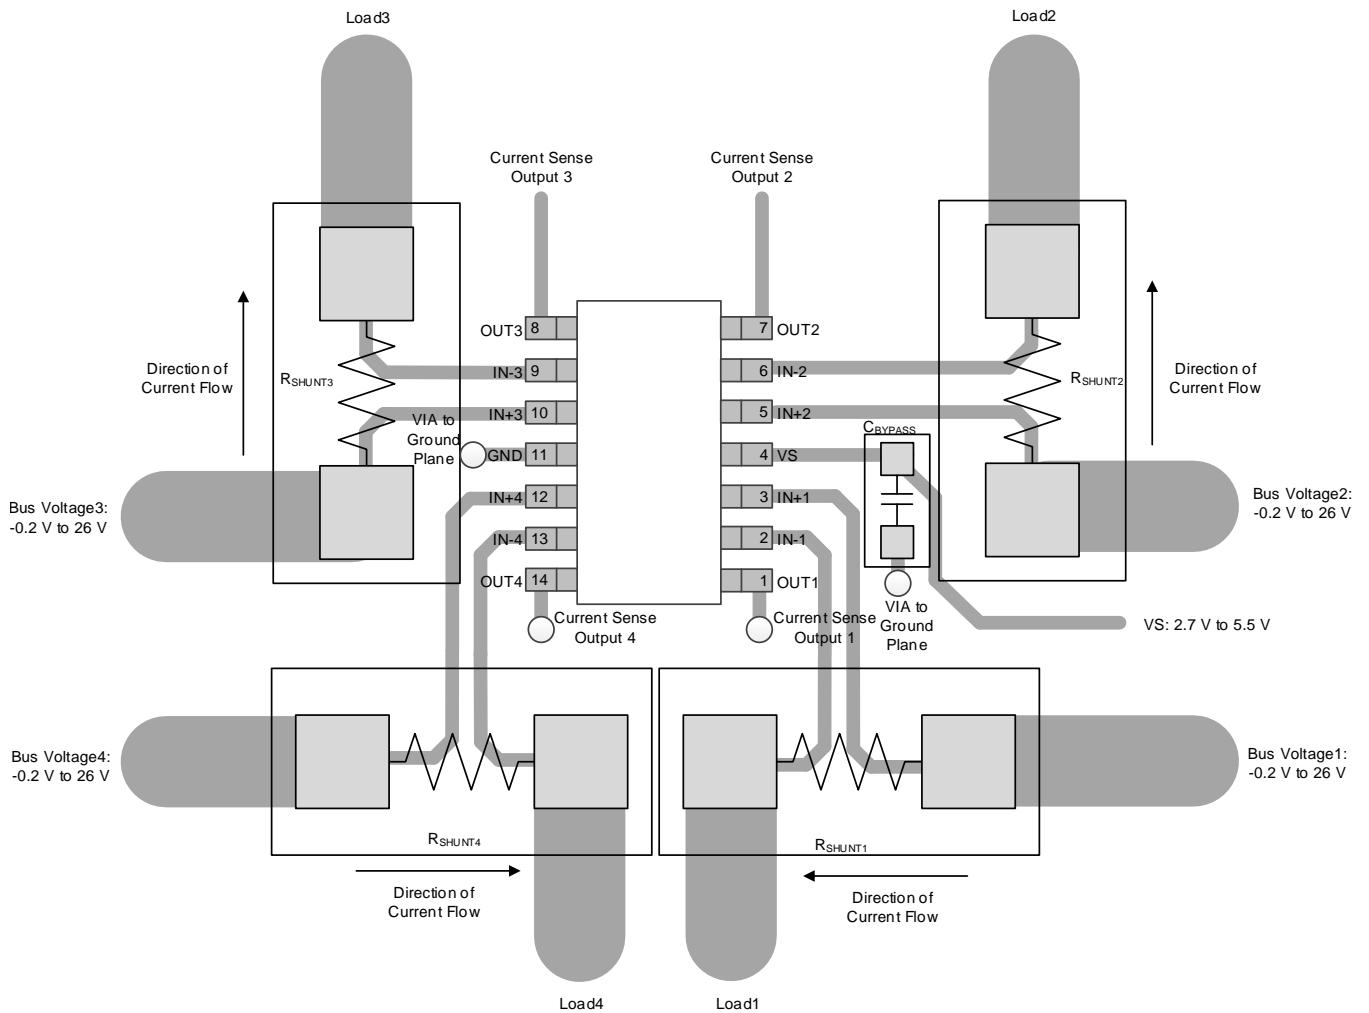 Load3
Load2
Current Sense
Output 3
Current Sense
Output 2
OUT3
8
7
OUT2
IN-3
9
6
IN-2
Direction of
Current Flow
RSHUNT3
RSHUNT2
Direction of
Current Flow
IN+3
10
5
IN+2
VIA to
Ground
Plane
CBYPASS
GND
11
4
VS
IN+4
12
3
IN+1
Bus Voltage3:
-0.2 V to 26 V
Bus Voltage2:
-0.2 V to 26 V
IN-4
13
2
IN-1
OUT4
14
1
OUT1
Current Sense
Output 4
Current Sense
Output 1
VIA to
Ground
Plane
VS: 2.7 V to 5.5 V
Bus Voltage4:
-0.2 V to 26 V
Bus Voltage1:
-0.2 V to 26 V
RSHUNT4
RSHUNT1
Direction of
Current Flow
Direction of
Current Flow
Load4
Load1